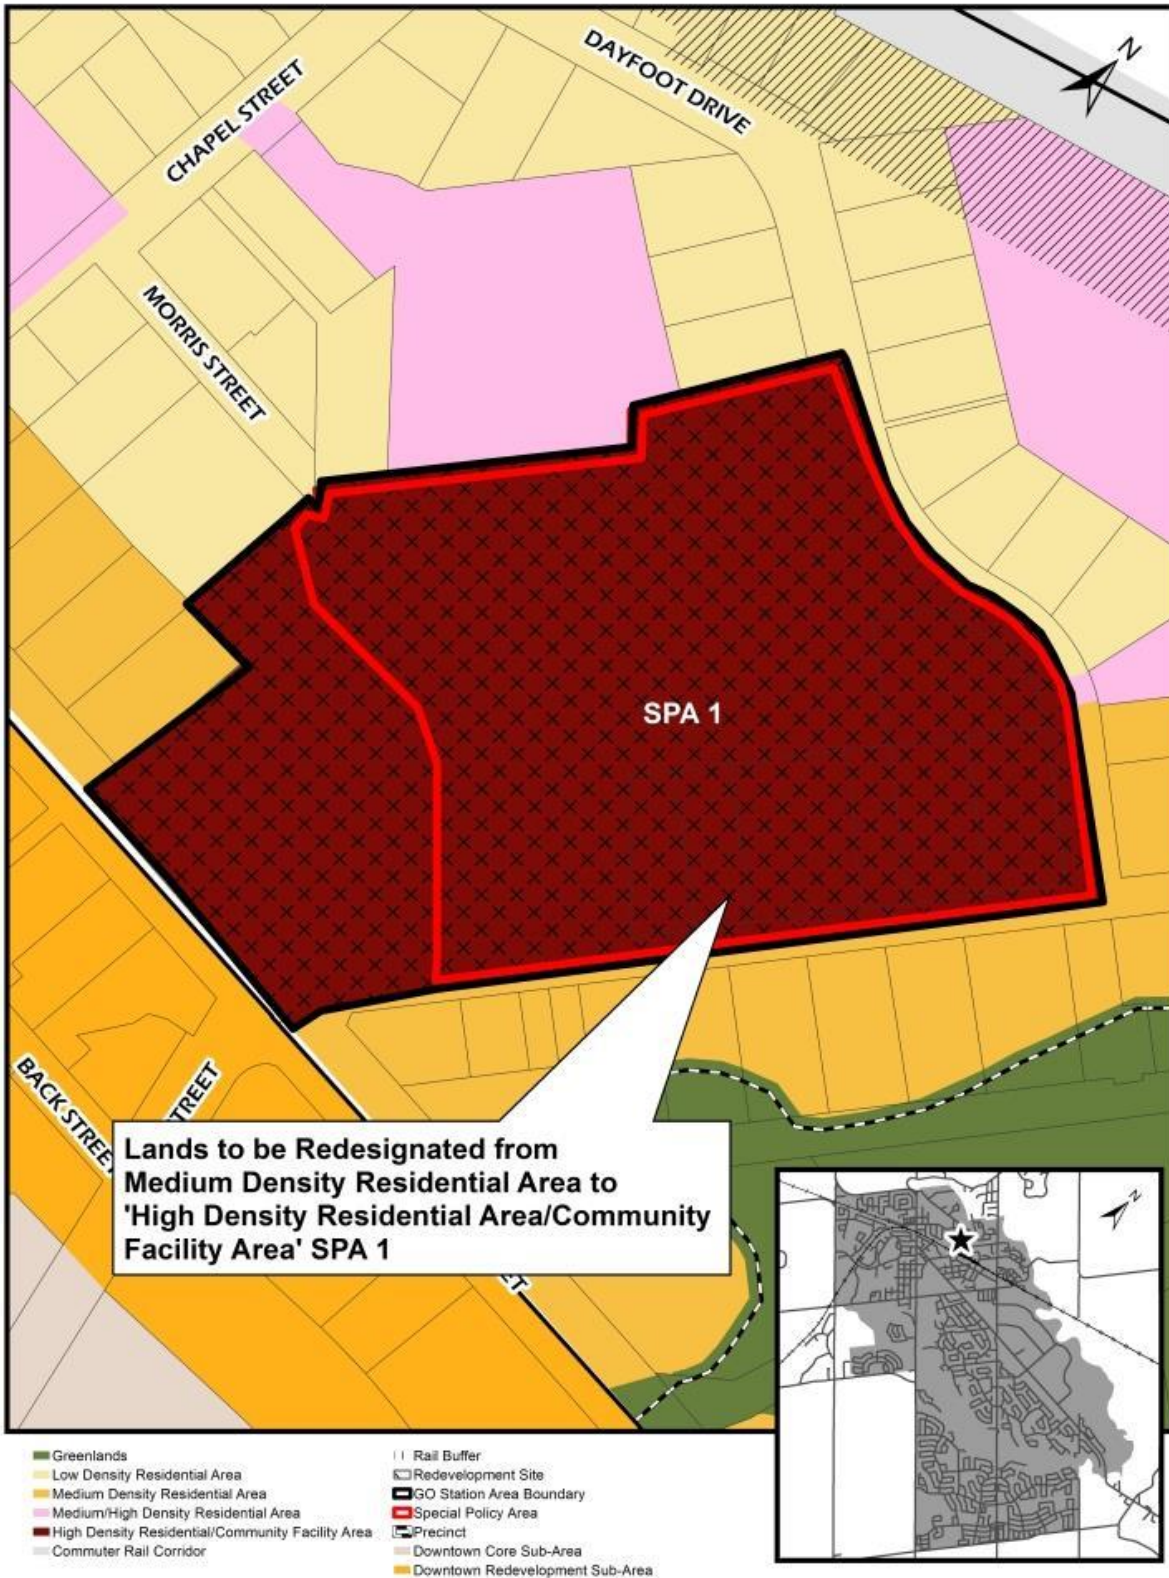 DAYFOOT DRIVE
N
CHAPEL STREET
MORRIS STREET
SPA 1
BACK STREET
STREET
Lands to be Redesignated from
Medium Density Residential Area to
'High Density Residential Area/Community
Facility Area' SPA 1
ET
N
Greenlands
Low Density Residential Area
Medium Density Residential Area
Medium/High Density Residential Area
High Density Residential/Community Facility Area
Commuter Rail Corridor
Rail Buffer
Redevelopment Site
GO Station Area Boundary
Special Policy Area
Precinct
Downtown Core Sub-Area
Downtown Redevelopment Sub-Area